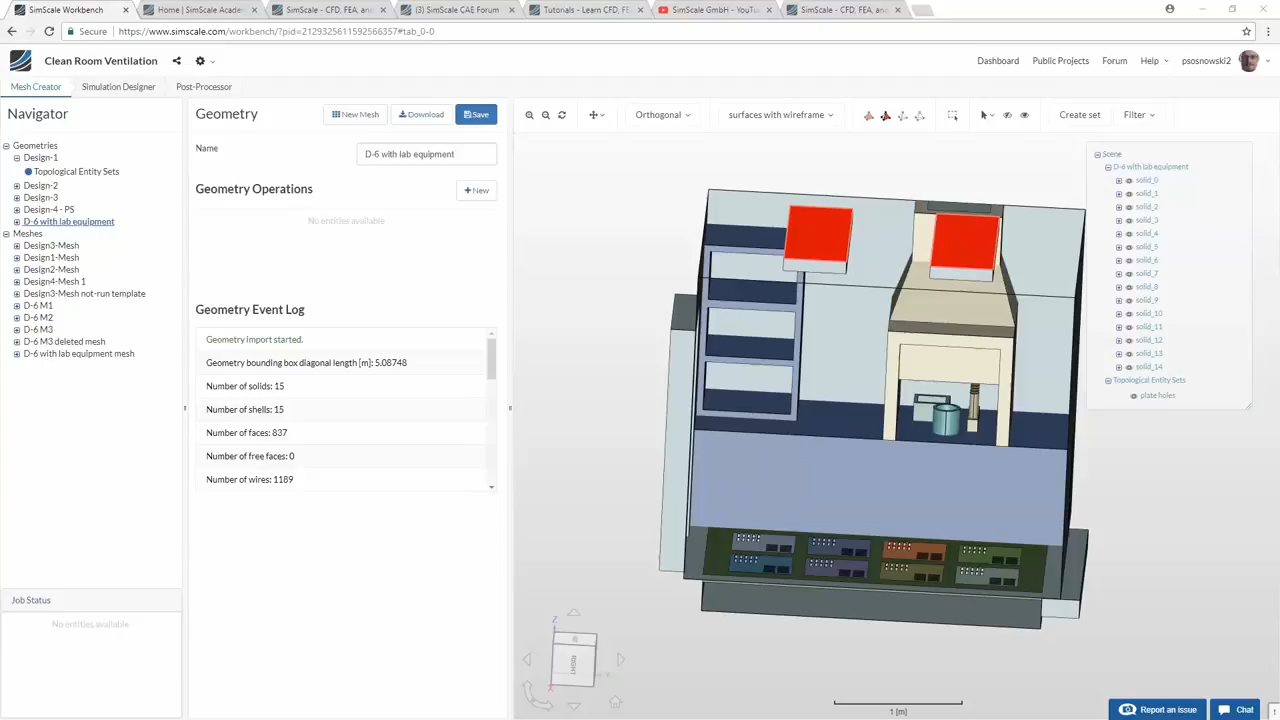 SimScale Workbench
Home | SimScale Acade
SimScale - CFD, FEA, and
(3) SimScale CAE Forum
Tutorials - Learn CFD, FE
SimScale GmbH - YouTu
SimScale - CFD, FEA, and
Secure
https://www.simscale.com/workbench/?pid=2129325611592566357#tab_0-0
Clean Room Ventilation
Dashboard
Public Projects
Forum
Help
psosnowski2
Mesh Creator
Simulation Designer
Post-Processor
Navigator
Geometries
Design-1
Topological Entity Sets
Design-2
Design-3
Design-4 - PS
D-6 with lab equipment
Meshes
Design3-Mesh
Design1-Mesh
Design2-Mesh
Design4-Mesh 1
Design3-Mesh not-run template
D-6 M1
D-6 M2
D-6 M3
D-6 M3 deleted mesh
D-6 with lab equipment mesh
Job Status
No entities available
Geometry
New Mesh
Download
Save
Name
D-6 with lab equipment
Geometry Operations
New
No entities available
Geometry Event Log
Geometry import started.
Geometry bounding box diagonal length [m]: 5.08748
Number of solids: 15
Number of shells: 15
Number of faces: 837
Number of free faces: 0
Number of wires: 1189
Orthogonal
surfaces with wireframe
Create set
Filter
Scene
D-6 with lab equipment
solid_0
solid_1
solid_2
solid_3
solid_4
solid_5
solid_6
solid_7
solid_8
solid_9
solid_10
solid_11
solid_12
solid_13
solid_14
Topological Entity Sets
plate holes
Z
RIGHT
1 [m]
Report an issue
Chat
1